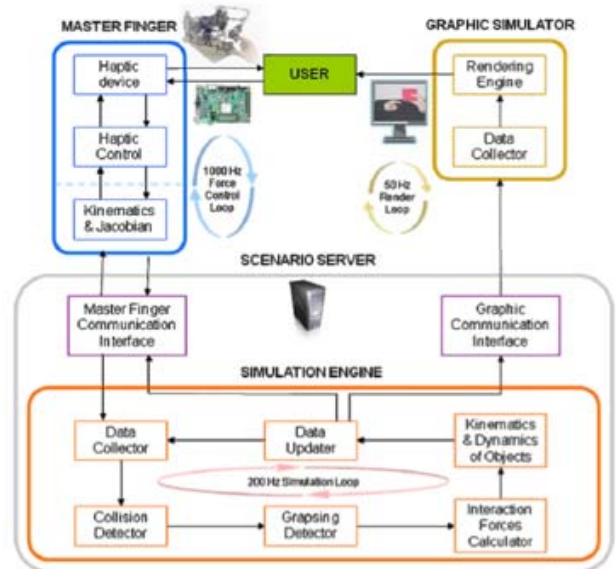 MASTER FINGER
GRAPHIC SIMULATOR
Haptic
device
USER
Rendering
Engine
Haptic
Control
Data
Collector
1000 Hz
Force
Control
Loop
50 Hz
Render
Loop
Kinematics
& Jacobian
SCENARIO SERVER
Master Finger
Communication
Interface
Graphic
Communication
Interface
SIMULATION ENGINE
Data
Collector
Data
Updater
Kinematics
& Dynamics
of Objects
200 Hz Simulation Loop
Collision
Detector
Grapsing
Detector
Interaction
Forces
Calculator